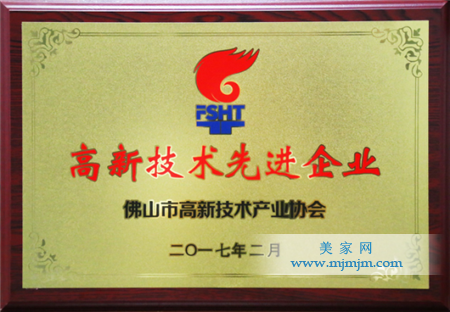 FSHT
高新技术先进企业
佛山市高新技术产业协会
二〇一七年二月
美家网
www.mjmjm.com